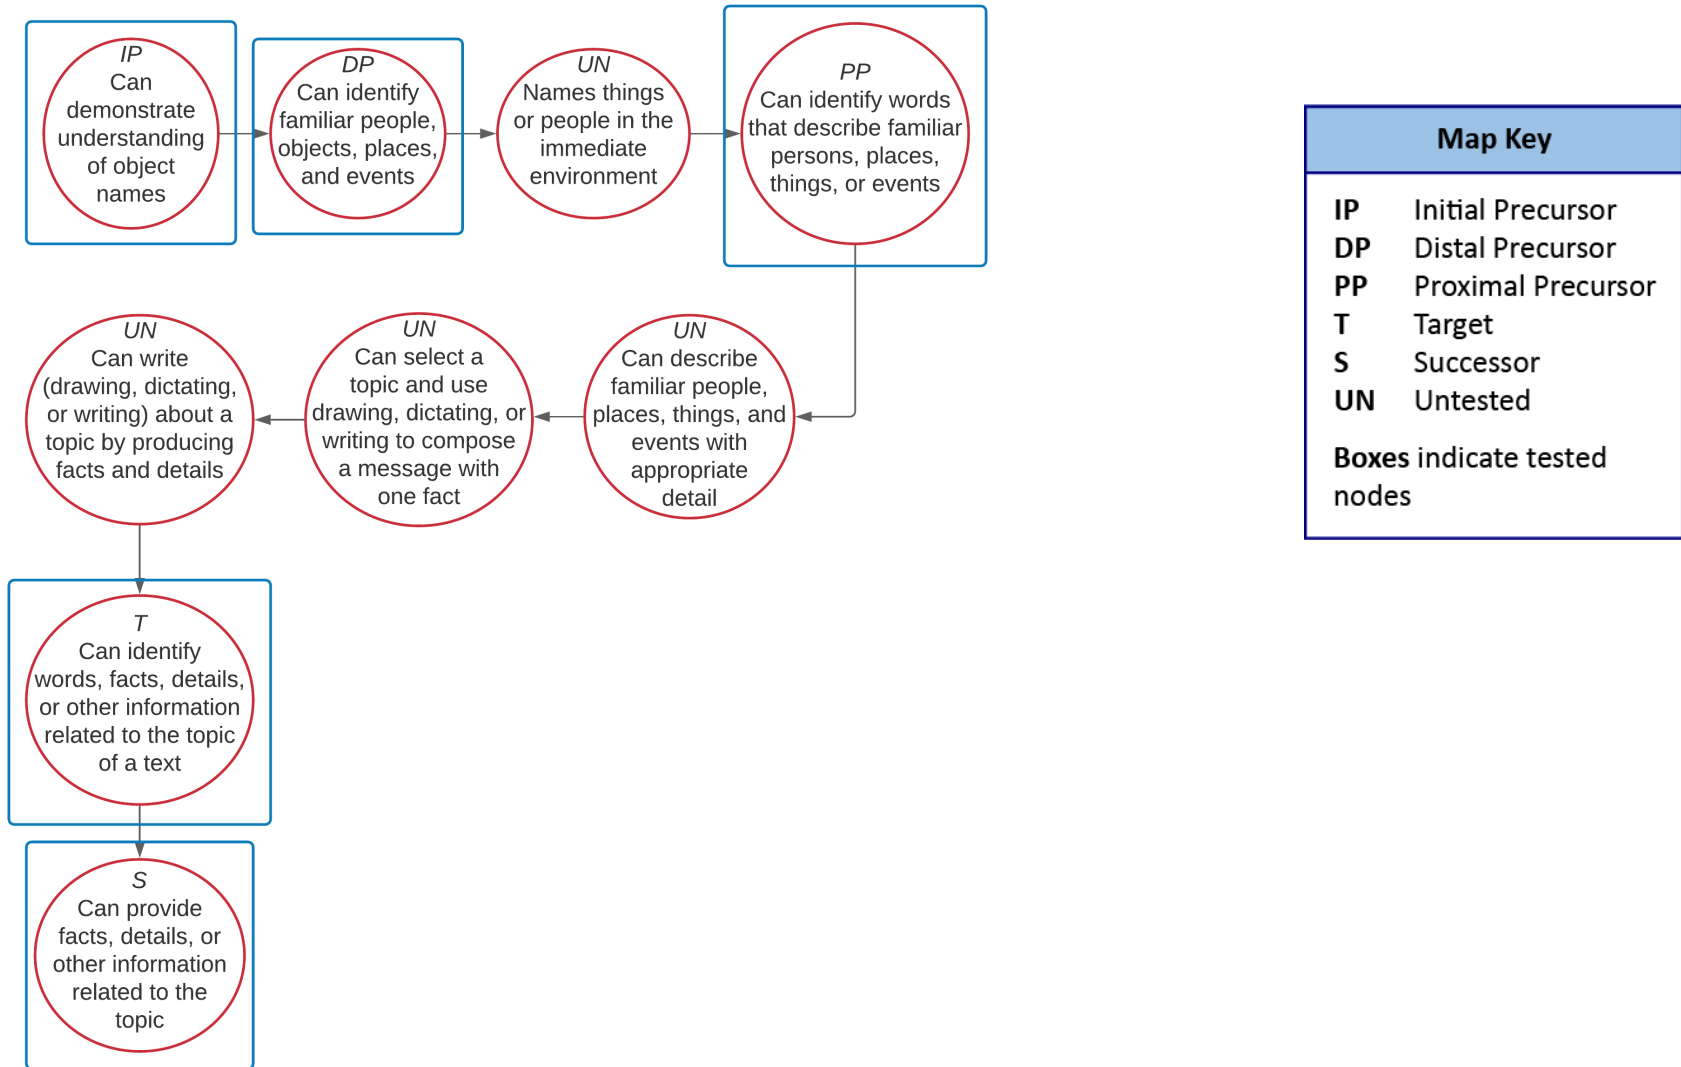 IP
Can
demonstrate
understanding
of object
names
DP
Can identify
familiar people,
objects, places,
and events
UN
Names things
or people in the
immediate
environment
PP
Can identify words
that describe familiar
persons, places,
things, or events
UN
Can describe
familiar people,
places, things, and
events with
appropriate
detail
UN
Can select a
topic and use
drawing, dictating, or
writing to compose
a message with
one fact
UN
Can write
(drawing, dictating,
or writing) about a
topic by producing
facts and details
T
Can identify
words, facts, details,
or other information
related to the topic
of a text
S
Can provide
facts, details, or
other information
related to the
topic
Map Key
IP Initial Precursor
DP Distal Precursor
PP Proximal Precursor
T Target
S Successor
UN Untested
Boxes indicate tested
nodes